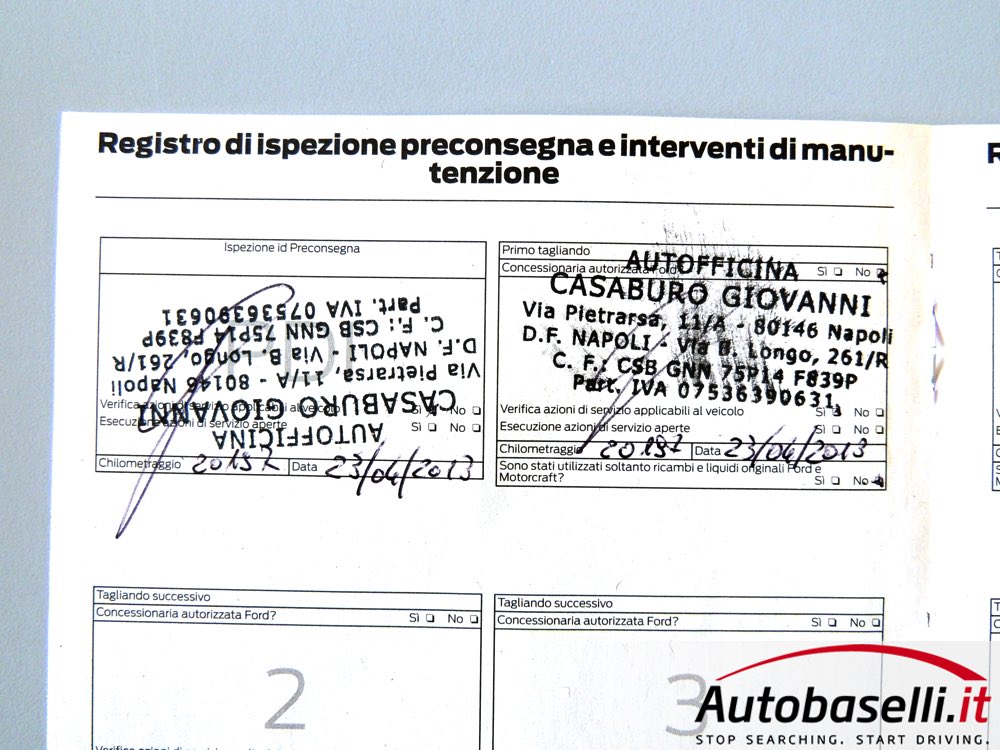 Registro di ispezione preconsegna e interventi di manu-
tenzione
R
Ispezione id Preconsegna
PDI
AUTOFFICINA
CASABURO GIOVANNI
Via Pietrarsa, 11/A - 80146 Napoli
D.F. NAPOLI - Via B. Longo, 261/R
C. F.: CSB GNN 75P14 F839P
Part. IVA 07536390631
Verifica azioni di servizio applicabili al veicolo Sì No
Esecuzione azioni di servizio aperte Sì No
Chilometraggio Data 23/04/2013
Primo tagliando
Concessionaria autorizzata Ford? Sì No
AUTOFFICINA
CASABURO GIOVANNI
Via Pietrarsa, 11/A - 80146 Napoli
D.F. NAPOLI - Via B. Longo, 261/R
C. F.: CSB GNN 75P14 F839P
Part. IVA 07536390631
Verifica azioni di servizio applicabili al veicolo Sì No
Esecuzione azioni di servizio aperte Sì No
Chilometraggio Data 23/04/2013
Sono stati utilizzati soltanto ricambi e liquidi originali Ford e
Motorcraft? Sì No
Tagliando successivo
Concessionaria autorizzata Ford? Sì No
2
Tagliando successivo
Concessionaria autorizzata Ford? Sì No
3
Autobaselli.it
STOP SEARCHING. START DRIVING.